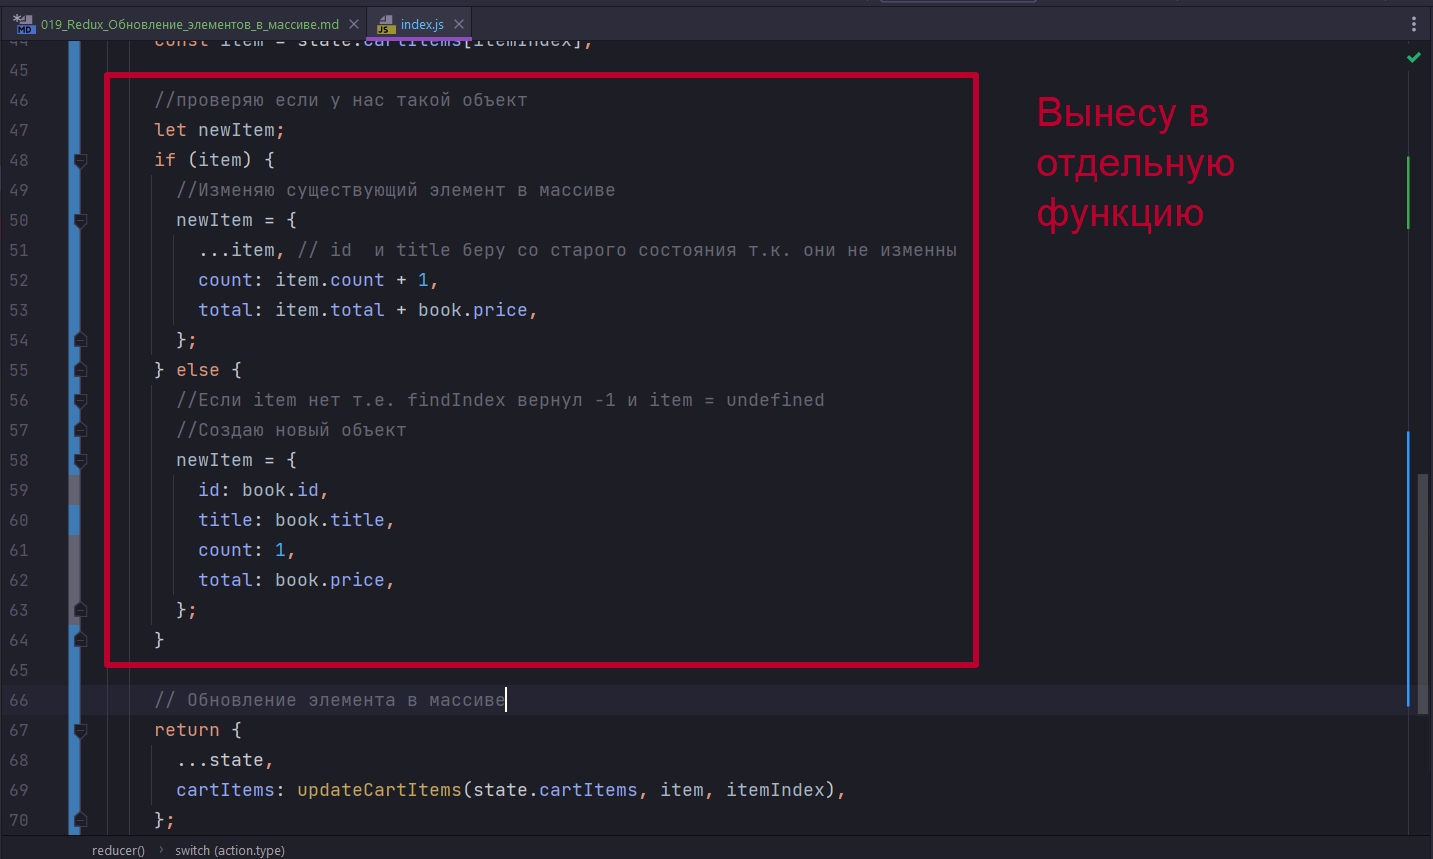 019_Redux_Обновление_элементов_в_массиве.md
index.js
44 const item = state.cartItems[itemIndex];
45
46 //проверяю если у нас такой объект
47 let newItem;
48 if (item) {
49 //Изменяю существующий элемент в массиве
50 newItem = {
51 ...item, // id  и title беру со старого состояния т.к. они не изменны
52 count: item.count + 1,
53 total: item.total + book.price,
54 };
55 } else {
56 //Если item нет т.е. findIndex вернул -1 и item = undefined
57 //Создаю новый объект
58 newItem = {
59 id: book.id,
60 title: book.title,
61 count: 1,
62 total: book.price,
63 };
64 }
65
66 // Обновление элемента в массиве
67 return {
68 ...state,
69 cartItems: updateCartItems(state.cartItems, item, itemIndex),
70 };
Вынесу в
отдельную
функцию
reducer() › switch (action.type)